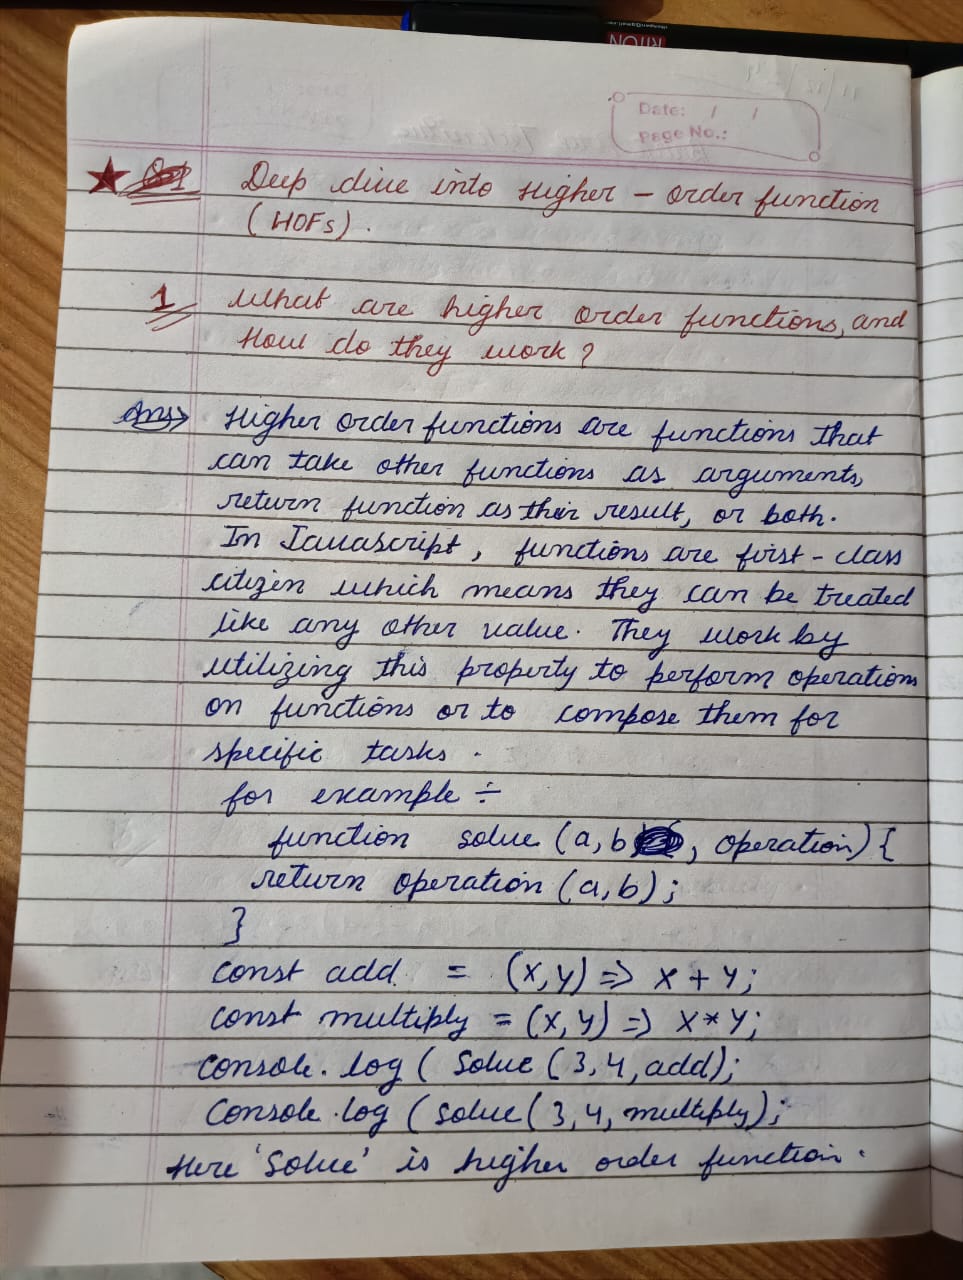 RITON
Date: / /
Page No.:
Deep dive into Higher - order function
(HOFs).
1 What are higher order functions, and
How do they work?
Ans> Higher order functions are functions that
can take other functions as arguments,
return function as their result, or both.
In Javascript, functions are first-class
citizen which means they can be treated
like any other value. They work by
utilizing this property to perform operations
on functions or to compose them for
specific tasks.
for example ÷
function solve (a, b, operation) {
return operation (a, b);
}
const add = (x, y) => x + y;
const multiply = (x, y) => x * y;
console.log ( Solve (3, 4, add);
Console.log ( solve (3, 4, multiply);
Here 'Solve' is higher order function.